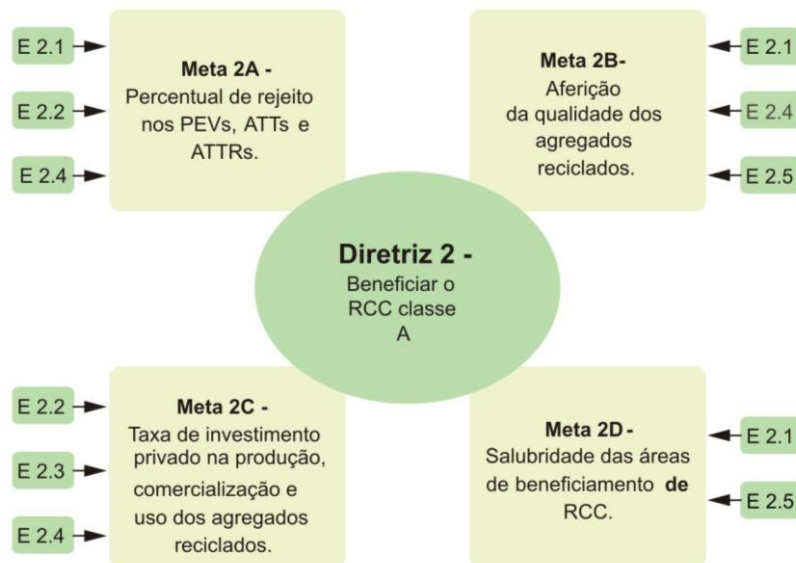 E 2.1
E 2.2
E 2.4
Meta 2A -
Percentual de rejeito
nos PEVs, ATTs e
ATTRs.
Meta 2B-
Aferição
da qualidade dos
agregados
reciclados.
E 2.1
E 2.4
E 2.5
Diretriz 2 -
Beneficiar o
RCC classe
A
E 2.2
E 2.3
E 2.4
Meta 2C -
Taxa de investimento
privado na produção,
comercialização e
uso dos agregados
reciclados.
Meta 2D -
Salubridade das áreas
de beneficiamento de
RCC.
E 2.1
E 2.5